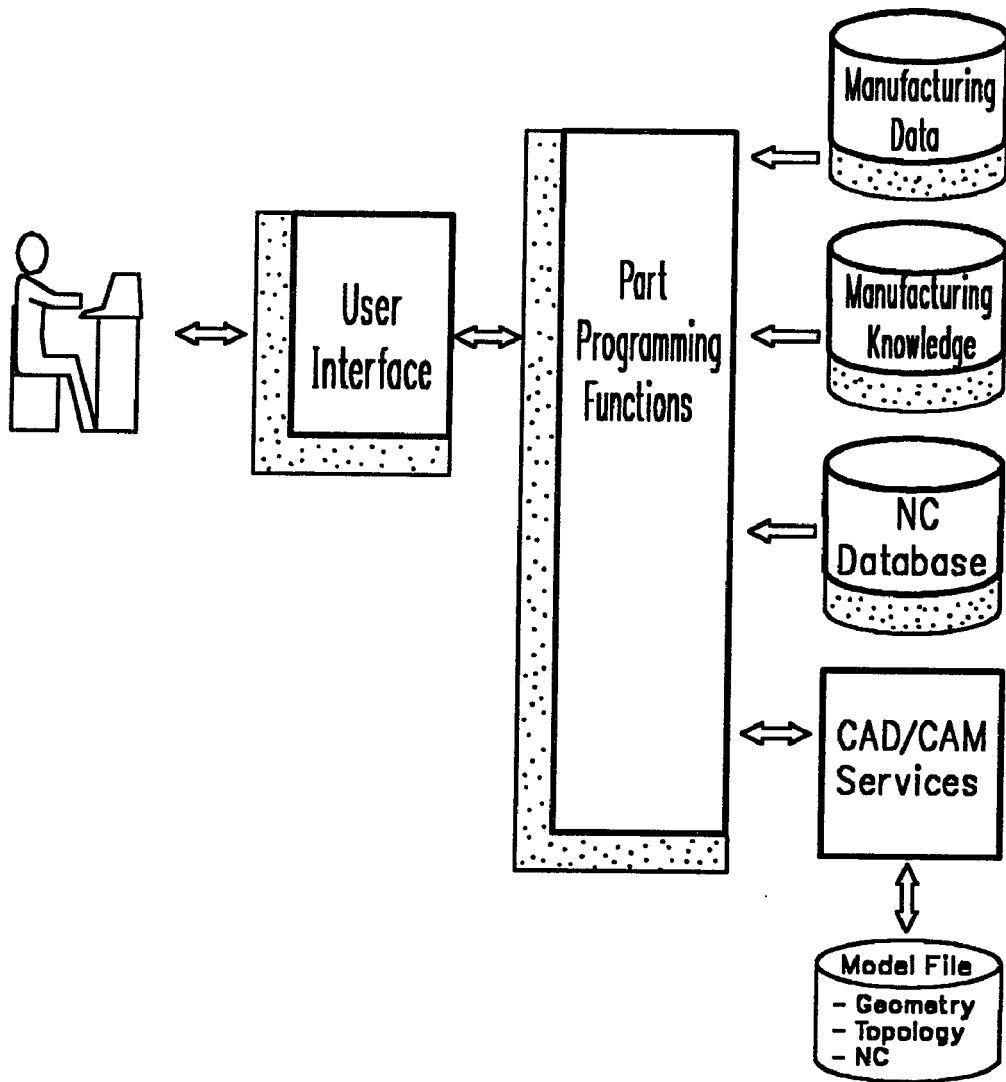 User
Interface
Part
Programming
Functions
Manufacturing
Data
Manufacturing
Knowledge
NC
Database
CAD/CAM
Services
Model File
- Geometry
- Topology
- NC